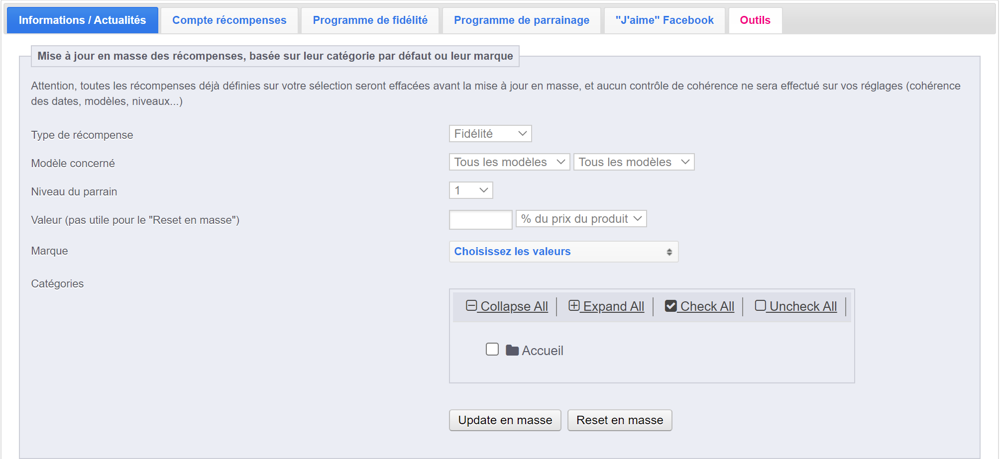 Informations / Actualités
Compte récompenses
Programme de fidélité
Programme de parrainage
"J'aime" Facebook
Outils
Mise à jour en masse des récompenses, basée sur leur catégorie par défaut ou leur marque
Attention, toutes les récompenses déjà définies sur votre sélection seront effacées avant la mise à jour en masse, et aucun contrôle de cohérence ne sera effectué sur vos réglages (cohérence
des dates, modèles, niveaux...)
Type de récompense
Fidélité
Modèle concerné
Tous les modèles
Tous les modèles
Niveau du parrain
1
Valeur (pas utile pour le "Reset en masse")
% du prix du produit
Marque
Choisissez les valeurs
Catégories
Collapse All
Expand All
Check All
Uncheck All
Accueil
Update en masse
Reset en masse